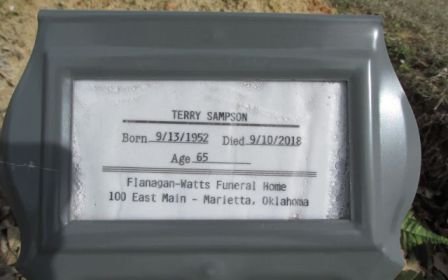 TERRY SAMPSON
Born 9/13/1952 Died 9/10/2018
Age 65
Flanagan-Watts Funeral Home
100 East Main - Marietta, Oklahoma